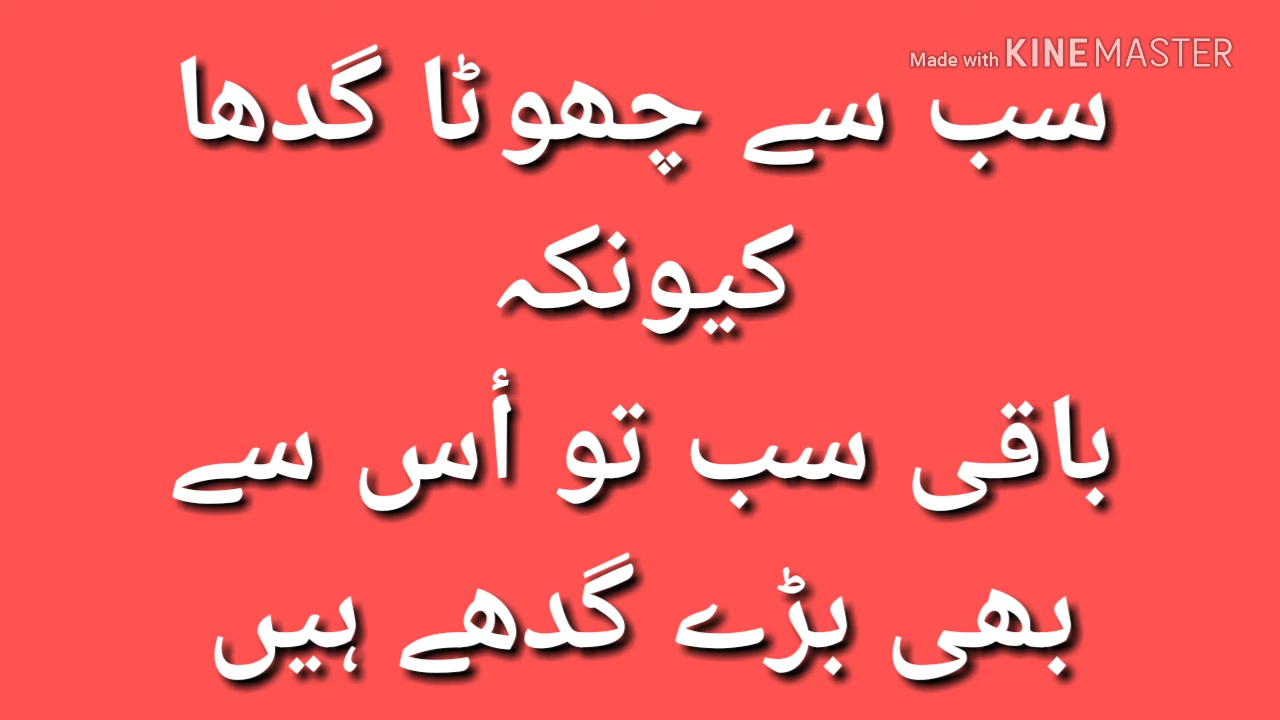 Made with KINEMASTER
سب سے چھوٹا گدھا
کیونکہ
باقی سب تو أس سے
بھی بڑے گدھے ہیں